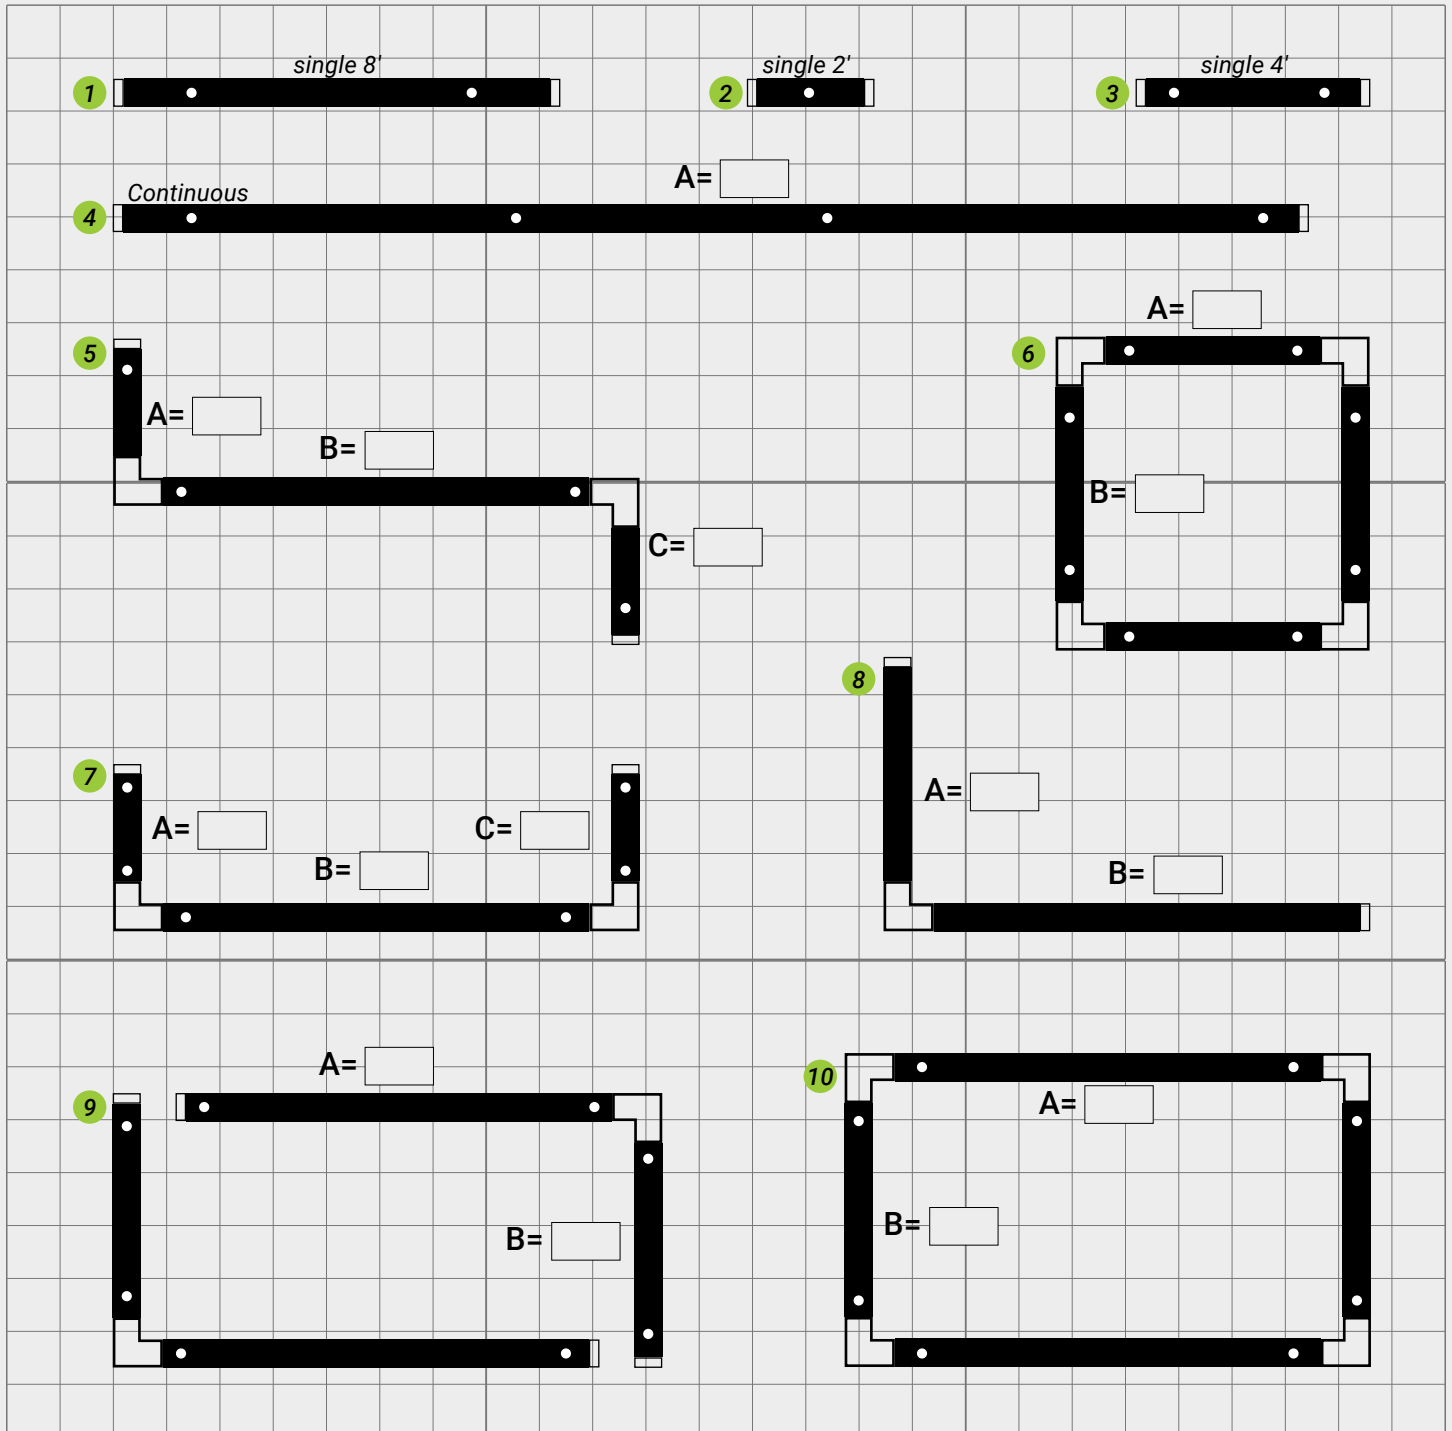 single 8'
single 2'
single 4'
1
2
3
A=
Continuous
4
A=
5
6
A=
B=
B=
C=
8
7
A=
A=
C=
B=
B=
A=
10
9
A=
B=
B=